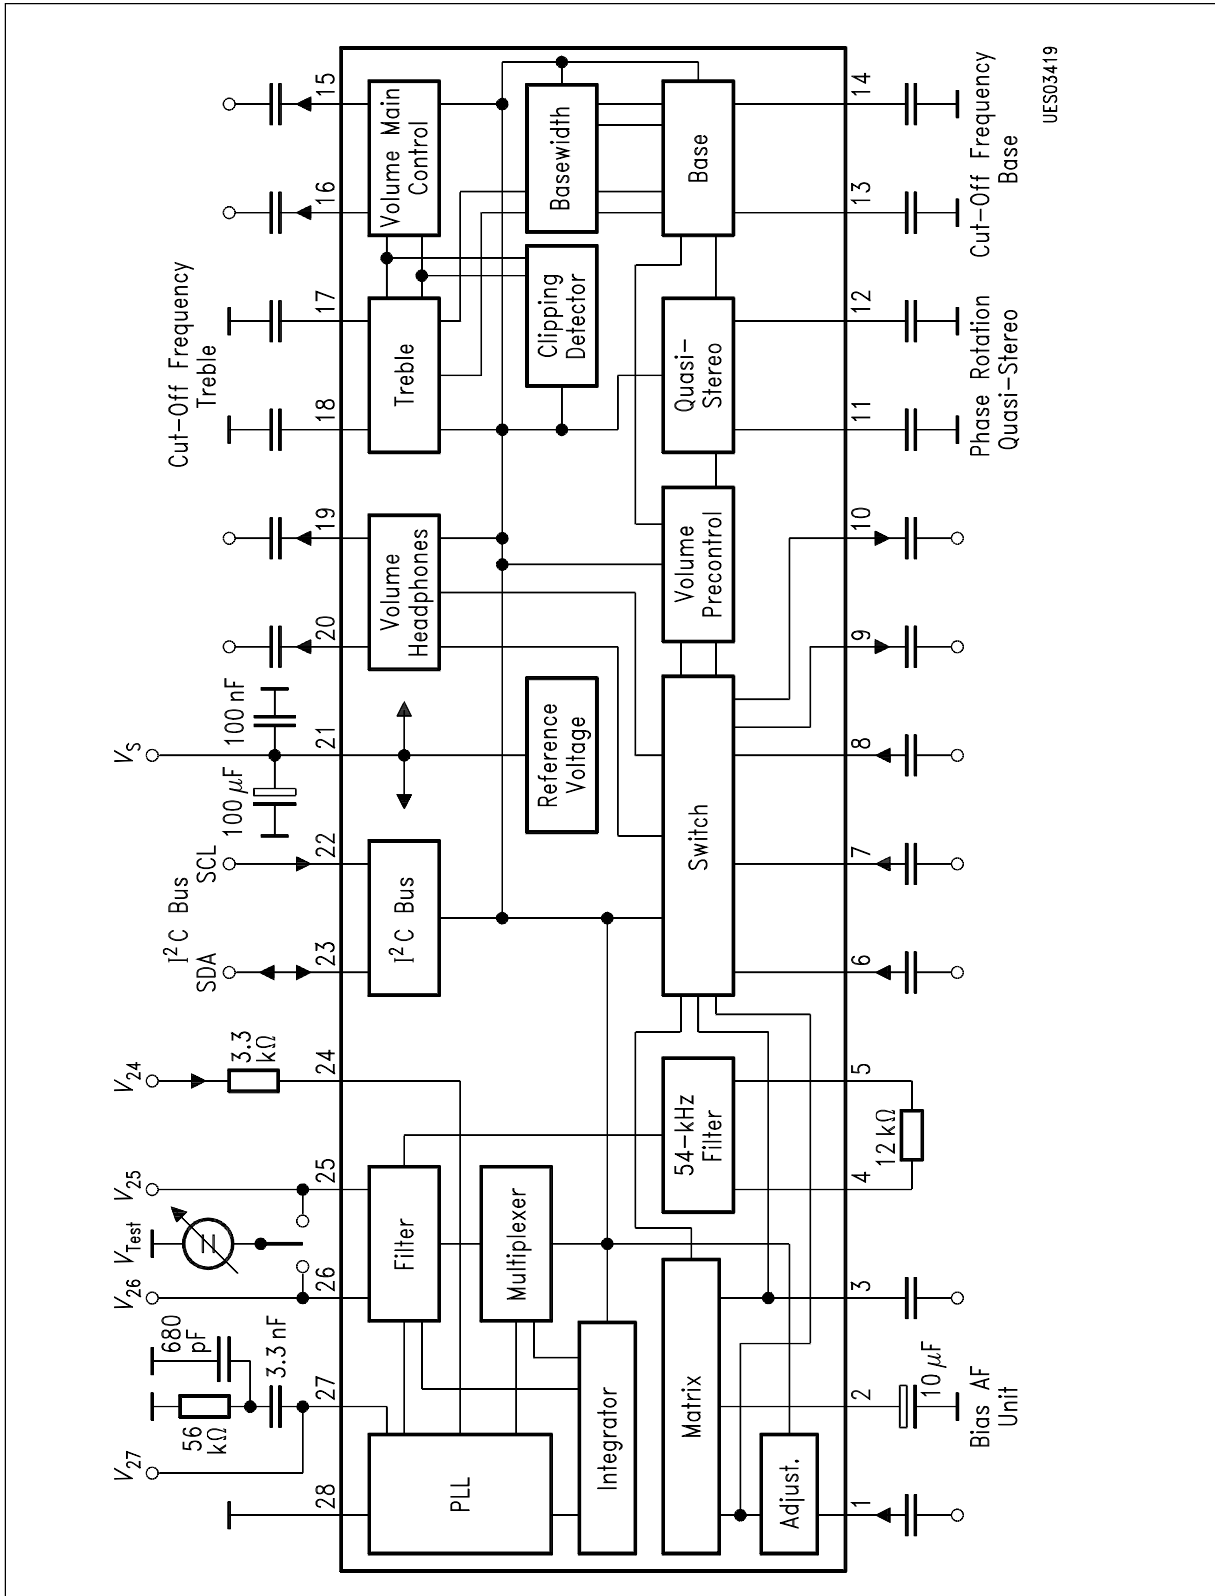 V27
56
kΩ
680
pF
3.3 nF
V26
VTest
V25
V24
3.3
kΩ
I²C Bus
SDA
SCL
VS
100 µF
100 nF
Cut-Off Frequency
Treble
28
27
26
25
24
23
22
21
20
19
18
17
16
15
PLL
Filter
Multiplexer
Integrator
I²C Bus
Reference
Voltage
Volume
Headphones
Treble
Clipping
Detector
Volume Main
Control
Basewidth
Matrix
Adjust.
54-kHz
Filter
Switch
Volume
Precontrol
Quasi-
Stereo
Base
1
2
3
4
5
6
7
8
9
10
11
12
13
14
10 µF
Bias AF
Unit
12 kΩ
Phase Rotation
Quasi-Stereo
Cut-Off Frequency
Base
UES03419